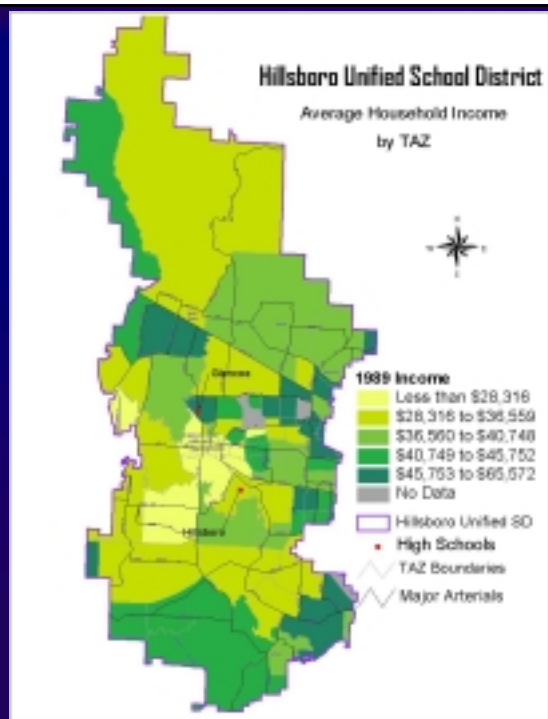 Hillsboro Unified School District
Average Household Income
by TAZ
1989 Income
Less than $28,316
$28,316 to $36,559
$36,560 to $40,748
$40,749 to $45,752
$45,753 to $65,572
No Data
Hillsboro Unified SD
High Schools
TAZ Boundaries
Major Arterials
Hillsboro